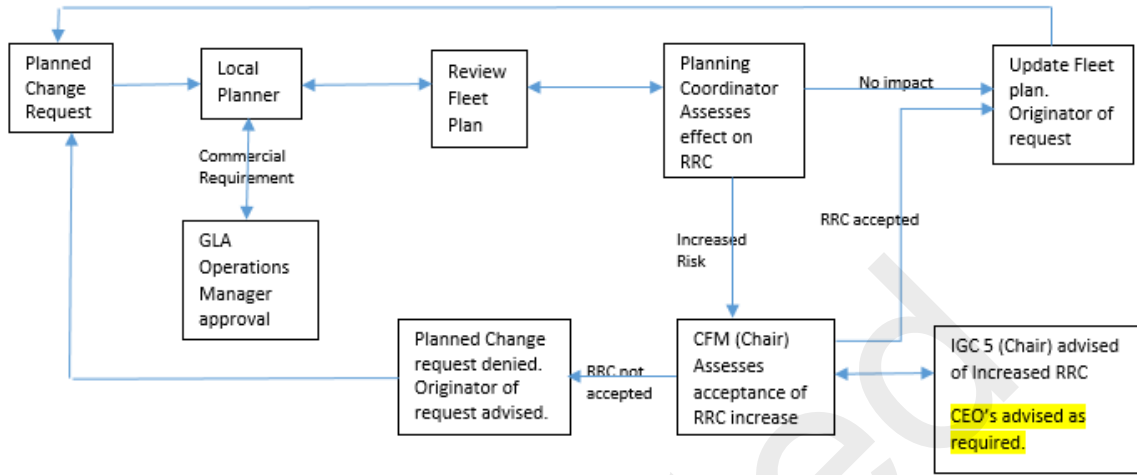 Planned
Change
Request
Local
Planner
Review
Fleet
Plan
Planning
Coordinator
Assesses
effect on
RRC
No impact
Update Fleet
plan.
Originator of
request
Commercial
Requirement
GLA
Operations
Manager
approval
Increased
Risk
RRC accepted
Planned Change
request denied.
Originator of
request advised.
RRC not
accepted
CFM (Chair)
Assesses
acceptance of
RRC increase
IGC 5 (Chair) advised
of Increased RRC
CEO's advised as
required.